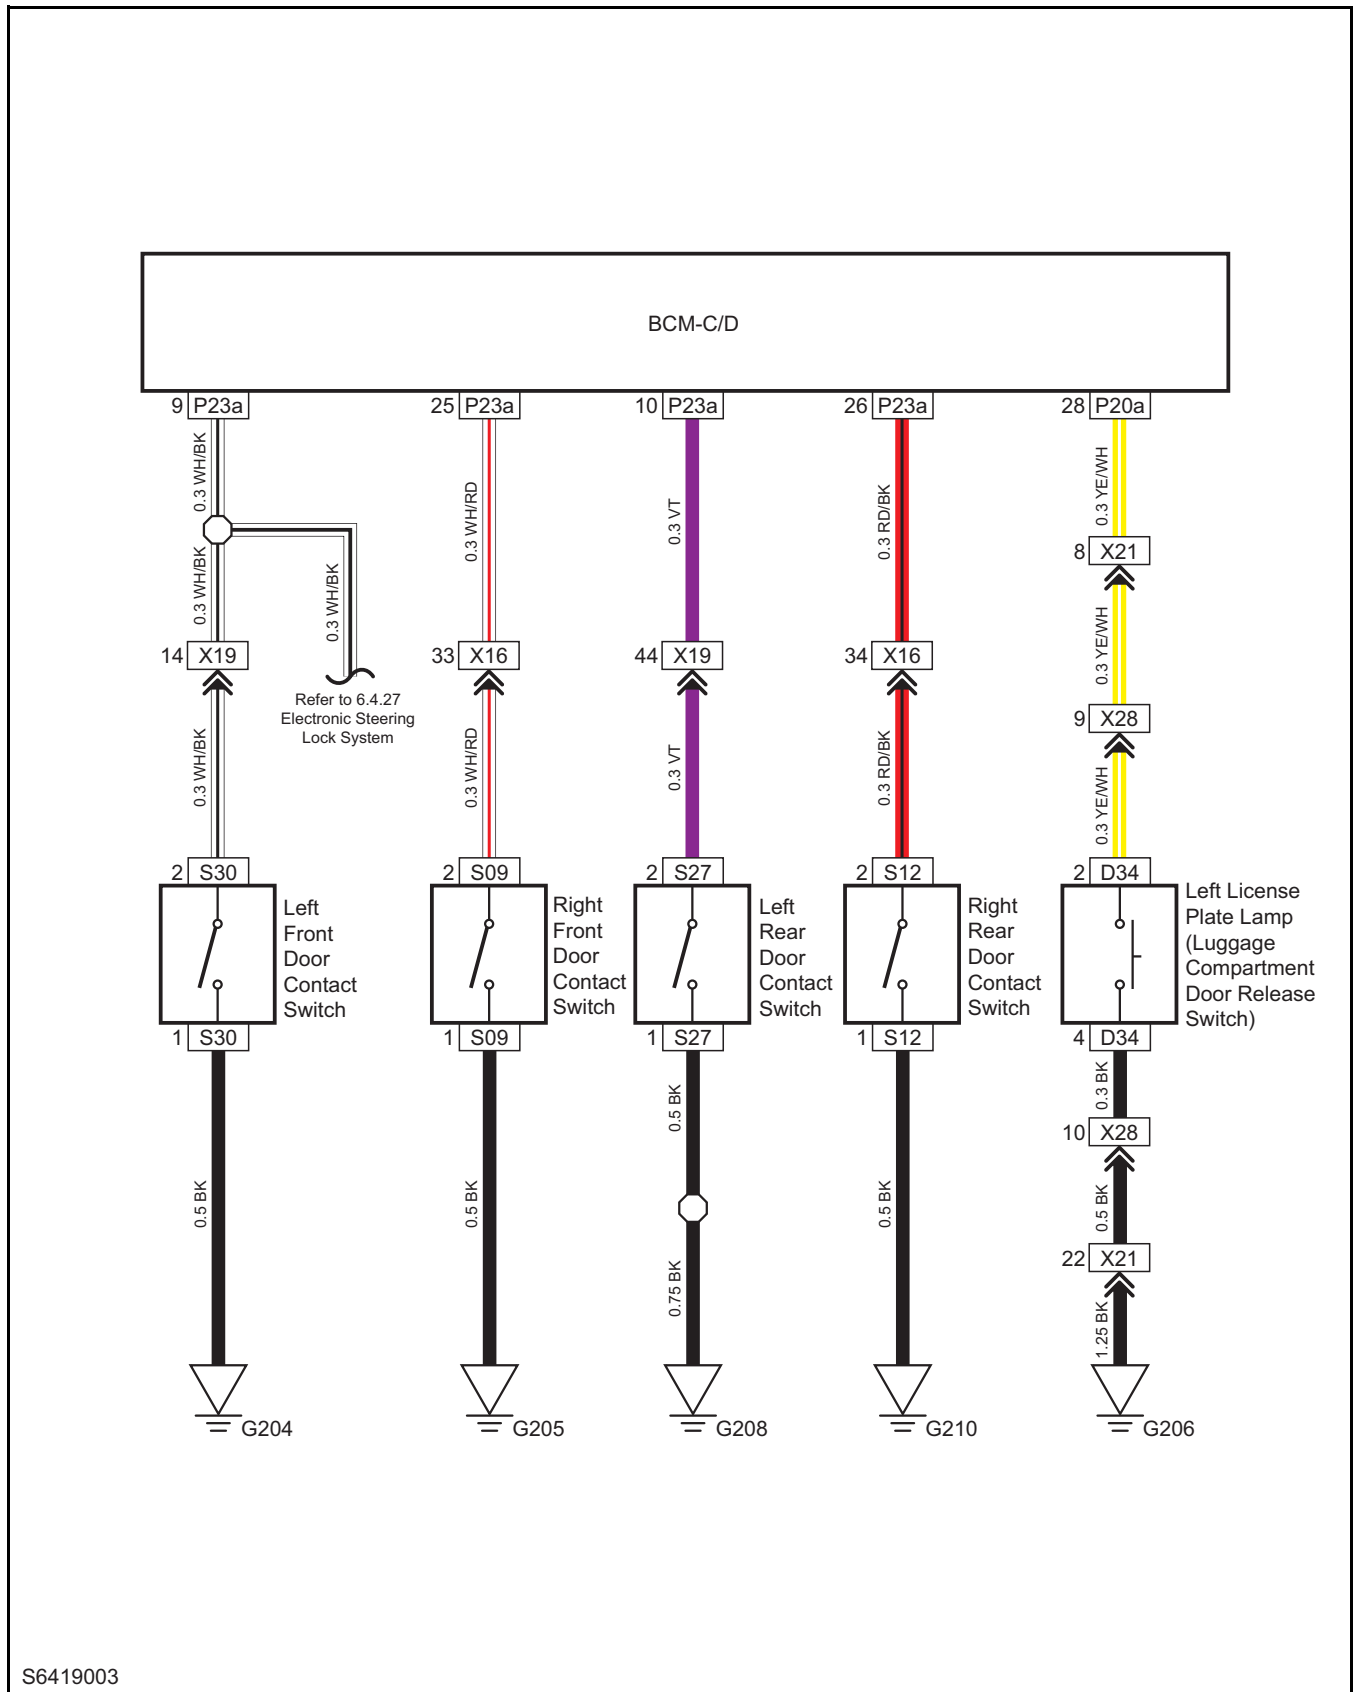 BCM-C/D
9 P23a
25 P23a
10 P23a
26 P23a
28 P20a
0.3 WH/BK
0.3 WH/RD
0.3 VT
0.3 RD/BK
0.3 YE/WH
8 X21
0.3 WH/BK
0.3 WH/BK
0.3 YE/WH
14 X19
33 X16
44 X19
34 X16
Refer to 6.4.27
Electronic Steering
Lock System
9 X28
0.3 WH/BK
0.3 WH/RD
0.3 VT
0.3 RD/BK
0.3 YE/WH
2 S30
2 S09
2 S27
2 S12
2 D34
Left
Front
Door
Contact
Switch
Right
Front
Door
Contact
Switch
Left
Rear
Door
Contact
Switch
Right
Rear
Door
Contact
Switch
Left License
Plate Lamp
(Luggage
Compartment
Door Release
Switch)
1 S30
1 S09
1 S27
1 S12
4 D34
0.5 BK
0.3 BK
10 X28
0.5 BK
0.5 BK
0.5 BK
0.5 BK
22 X21
0.75 BK
1.25 BK
G204
G205
G208
G210
G206
S6419003